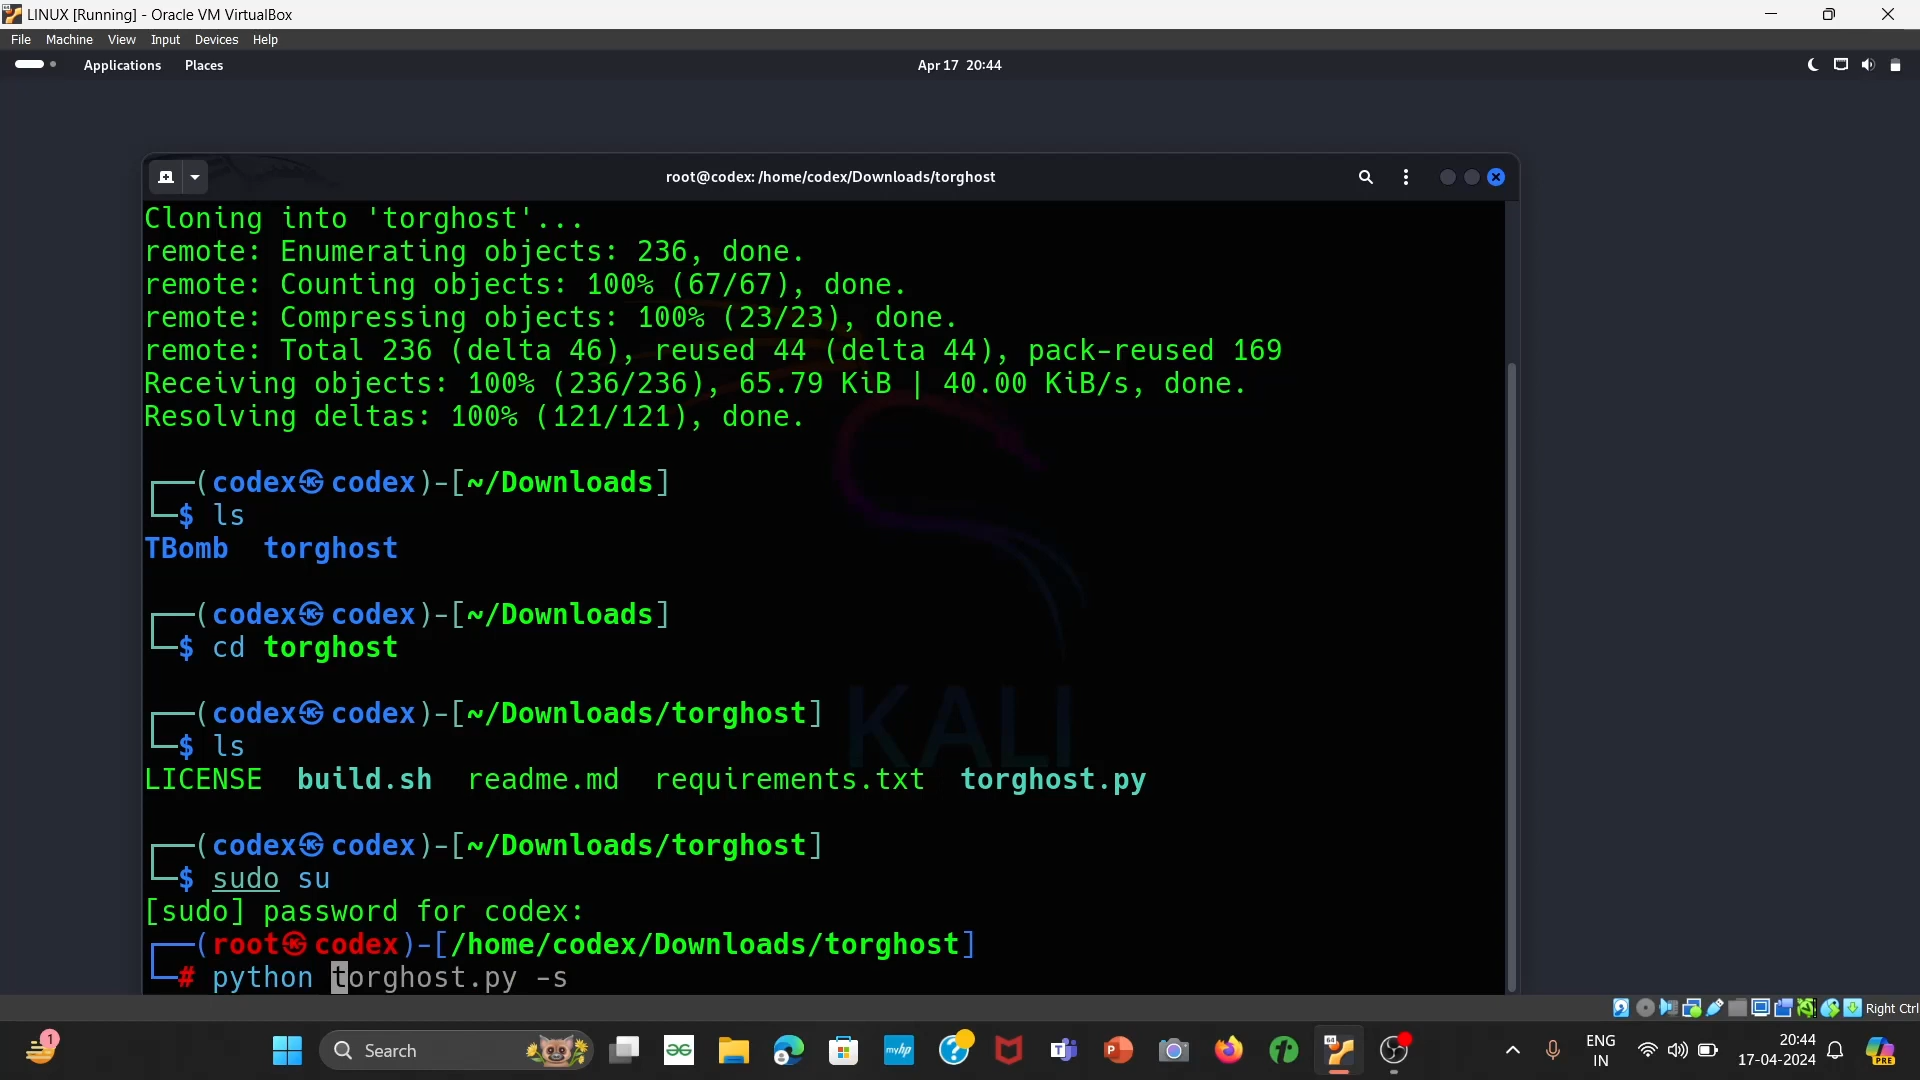 LINUX [Running] - Oracle VM VirtualBox
File Machine View Input Devices Help
Applications Places Apr 17 20:44
root@codex: /home/codex/Downloads/torghost
Cloning into 'torghost'...
remote: Enumerating objects: 236, done.
remote: Counting objects: 100% (67/67), done.
remote: Compressing objects: 100% (23/23), done.
remote: Total 236 (delta 46), reused 44 (delta 44), pack-reused 169
Receiving objects: 100% (236/236), 65.79 KiB | 40.00 KiB/s, done.
Resolving deltas: 100% (121/121), done.
┌──(codex㉿codex)-[~/Downloads]
└─$ ls
TBomb torghost
┌──(codex㉿codex)-[~/Downloads]
└─$ cd torghost
┌──(codex㉿codex)-[~/Downloads/torghost]
└─$ ls
LICENSE build.sh readme.md requirements.txt torghost.py
┌──(codex㉿codex)-[~/Downloads/torghost]
└─$ sudo su
[sudo] password for codex:
┌──(root㉿codex)-[/home/codex/Downloads/torghost]
└─# python torghost.py -s
KALI
Right Ctrl
1
Search
myhp
ENG
IN
20:44
17-04-2024
PRE